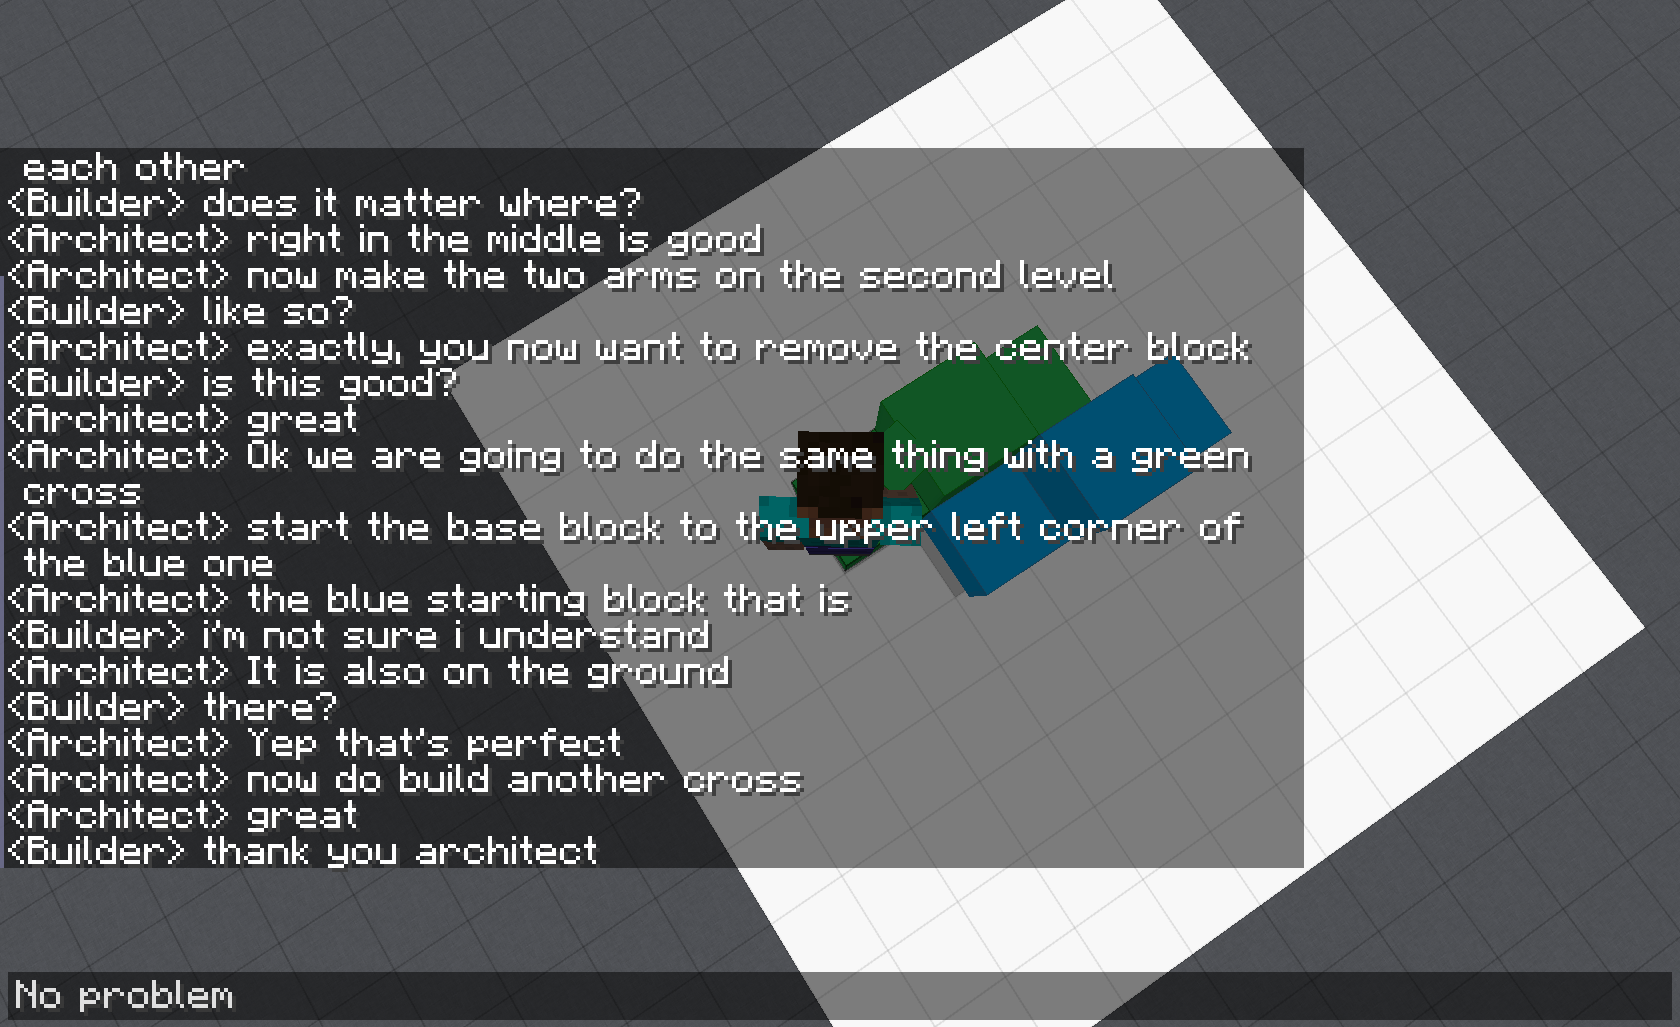 each other
<Builder> does it matter where?
<Architect> right in the middle is good
<Architect> now make the two arms on the second level
<Builder> like so?
<Architect> exactly, you now want to remove the center block
<Builder> is this good?
<Architect> great
<Architect> Ok we are going to do the same thing with a green
cross
<Architect> start the base block to the upper left corner of
the blue one
<Architect> the blue starting block that is
<Builder> i'm not sure i understand
<Architect> It is also on the ground
<Builder> there?
<Architect> Yep that's perfect
<Architect> now do build another cross
<Architect> great
<Builder> thank you architect
No problem